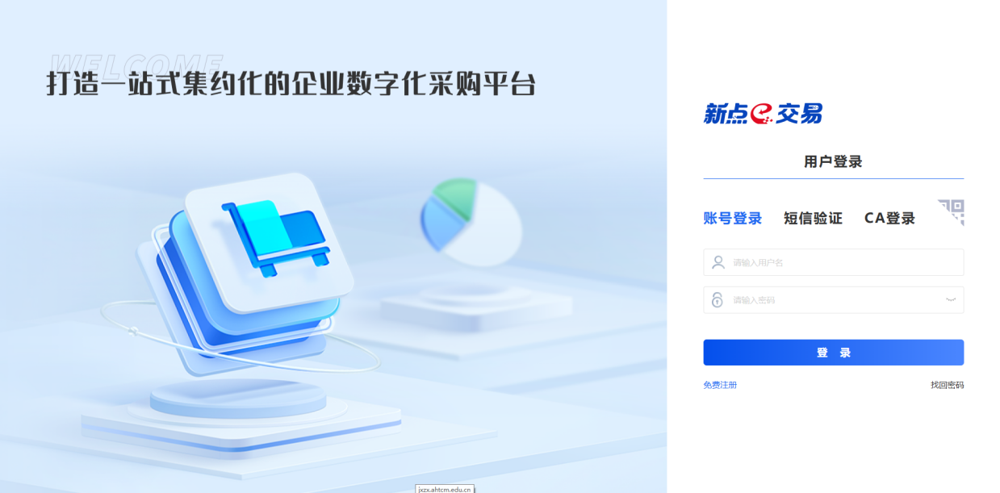 WELCOME
打造一站式集约化的企业数字化采购平台
新点e交易
用户登录
账号登录 短信验证 CA登录
请输入用户名
请输入密码
登 录
免费注册 找回密码
jxzx.ahtcm.edu.cn